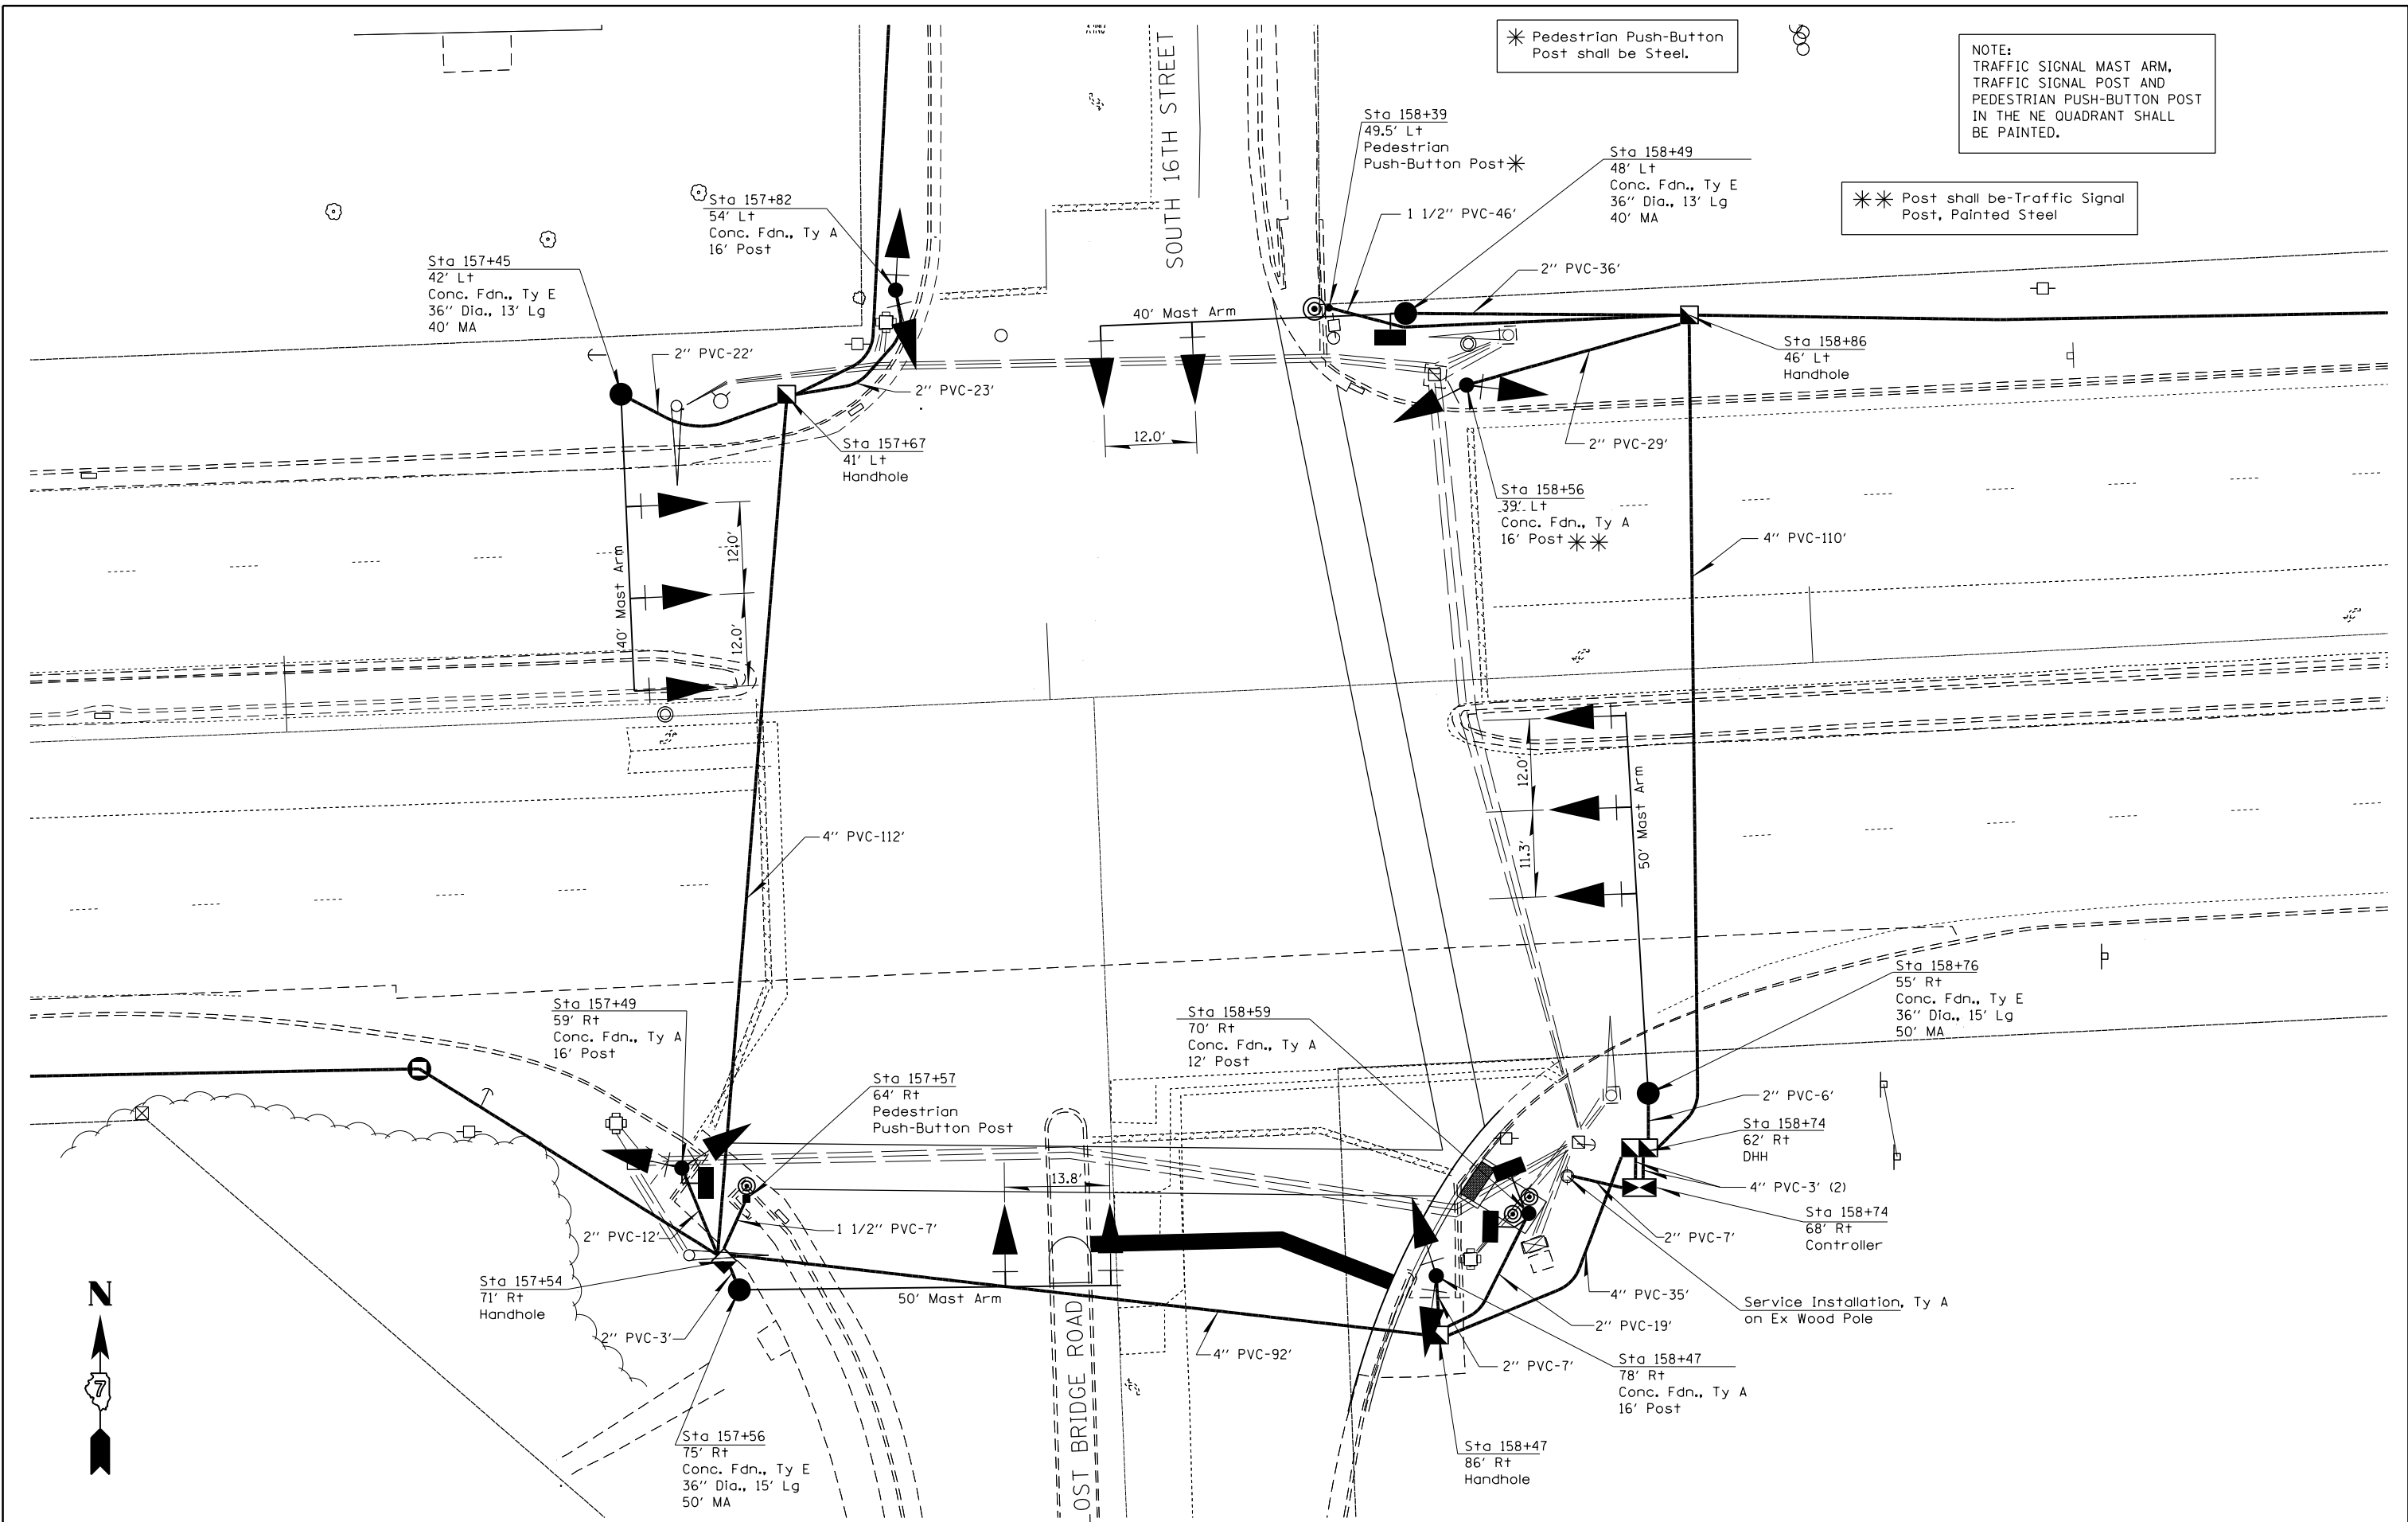 ✳ Pedestrian Push-Button
Post shall be Steel.
NOTE:
TRAFFIC SIGNAL MAST ARM,
TRAFFIC SIGNAL POST AND
PEDESTRIAN PUSH-BUTTON POST
IN THE NE QUADRANT SHALL
BE PAINTED.
✳✳ Post shall be-Traffic Signal
Post, Painted Steel
SOUTH 16TH STREET
Sta 158+39
49.5' Lt
Pedestrian
Push-Button Post ✳
Sta 158+49
48' Lt
Conc. Fdn., Ty E
36" Dia., 13' Lg
40' MA
1 1/2" PVC-46'
2" PVC-36'
Sta 157+82
54' Lt
Conc. Fdn., Ty A
16' Post
Sta 157+45
42' Lt
Conc. Fdn., Ty E
36" Dia., 13' Lg
40' MA
2" PVC-22'
2" PVC-23'
40' Mast Arm
12.0'
Sta 157+67
41' Lt
Handhole
Sta 158+86
46' Lt
Handhole
2" PVC-29'
Sta 158+56
39' Lt
Conc. Fdn., Ty A
16' Post ✳✳
4" PVC-110'
40' Mast Arm
12.0'
12.0'
4" PVC-112'
12.0'
11.3'
50' Mast Arm
Sta 158+76
55' Rt
Conc. Fdn., Ty E
36" Dia., 15' Lg
50' MA
Sta 157+49
59' Rt
Conc. Fdn., Ty A
16' Post
Sta 157+57
64' Rt
Pedestrian
Push-Button Post
Sta 158+59
70' Rt
Conc. Fdn., Ty A
12' Post
2" PVC-6'
Sta 158+74
62' Rt
DHH
4" PVC-3' (2)
Sta 158+74
68' Rt
Controller
2" PVC-7'
13.8'
2" PVC-12'
1 1/2" PVC-7'
Sta 157+54
71' Rt
Handhole
2" PVC-3'
50' Mast Arm
4" PVC-92'
4" PVC-35'
Service Installation, Ty A
on Ex Wood Pole
2" PVC-19'
2" PVC-7'
Sta 158+47
78' Rt
Conc. Fdn., Ty A
16' Post
Sta 158+47
86' Rt
Handhole
Sta 157+56
75' Rt
Conc. Fdn., Ty E
36" Dia., 15' Lg
50' MA
OST BRIDGE ROAD
N
7